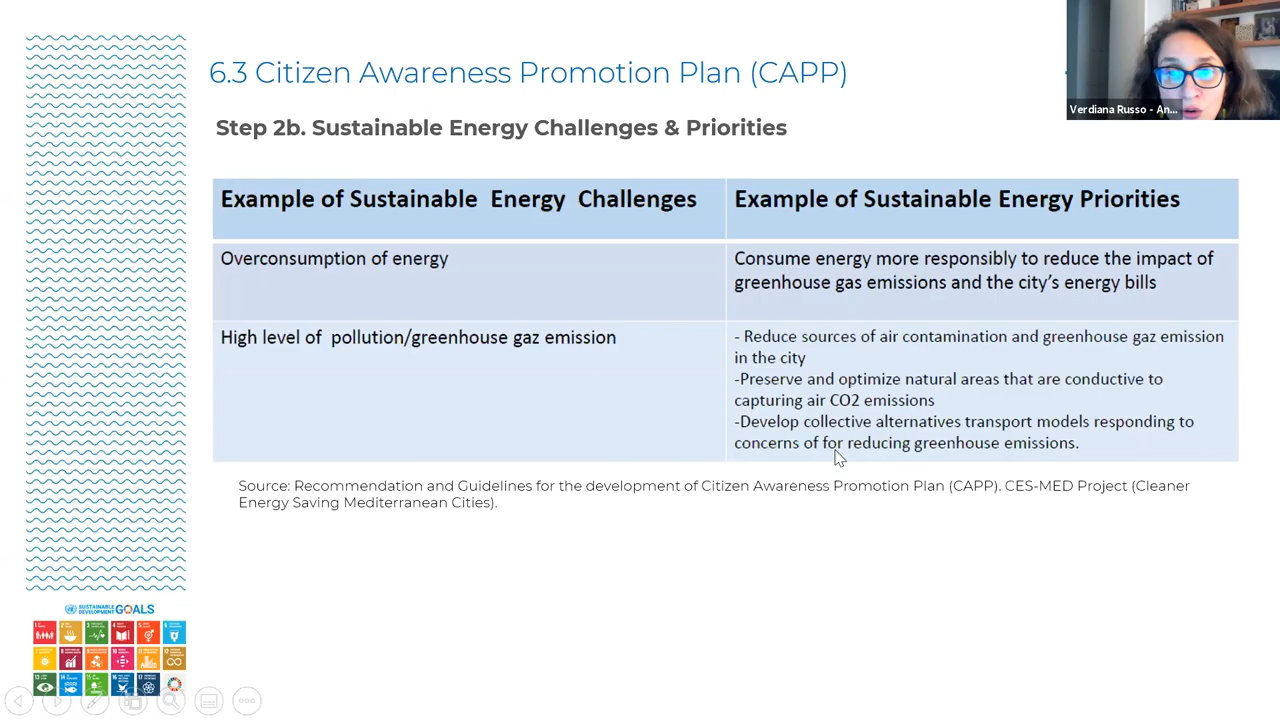 6.3 Citizen Awareness Promotion Plan (CAPP)
Verdiana Russo - An...
Step 2b. Sustainable Energy Challenges & Priorities
Example of Sustainable Energy Challenges
Example of Sustainable Energy Priorities
Overconsumption of energy
Consume energy more responsibly to reduce the impact of
greenhouse gas emissions and the city's energy bills
High level of pollution/greenhouse gaz emission
- Reduce sources of air contamination and greenhouse gaz emission
in the city
-Preserve and optimize natural areas that are conductive to
capturing air CO2 emissions
-Develop collective alternatives transport models responding to
concerns of for reducing greenhouse emissions.
Source: Recommendation and Guidelines for the development of Citizen Awareness Promotion Plan (CAPP). CES-MED Project (Cleaner
Energy Saving Mediterranean Cities).
SUSTAINABLE
DEVELOPMENT
GOALS